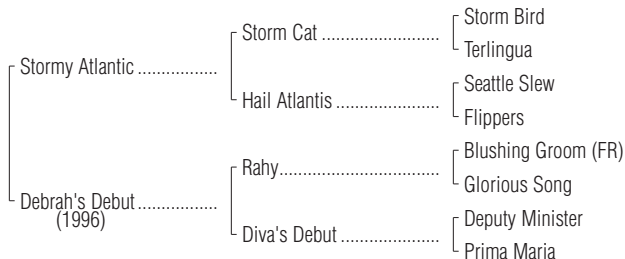 Storm Bird
Storm Cat ......................
Terlingua
Stormy Atlantic ...............
Seattle Slew
Hail Atlantis ...................
Flippers
Blushing Groom (FR)
Rahy.............................
Glorious Song
Debrah's Debut ...............
(1996)
Deputy Minister
Diva's Debut ..................
Prima Maria